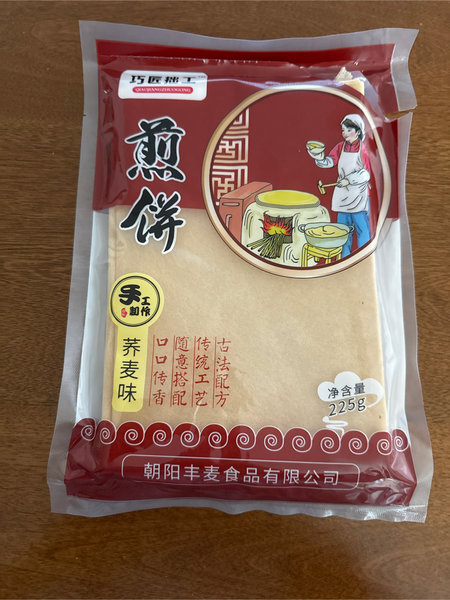 巧匠拙工
QIAOJIANGZHUOGONG
煎饼
手工制作
荞麦味
古法配方
传统工艺
随意搭配
口口传香
净含量
225g
朝阳丰麦食品有限公司